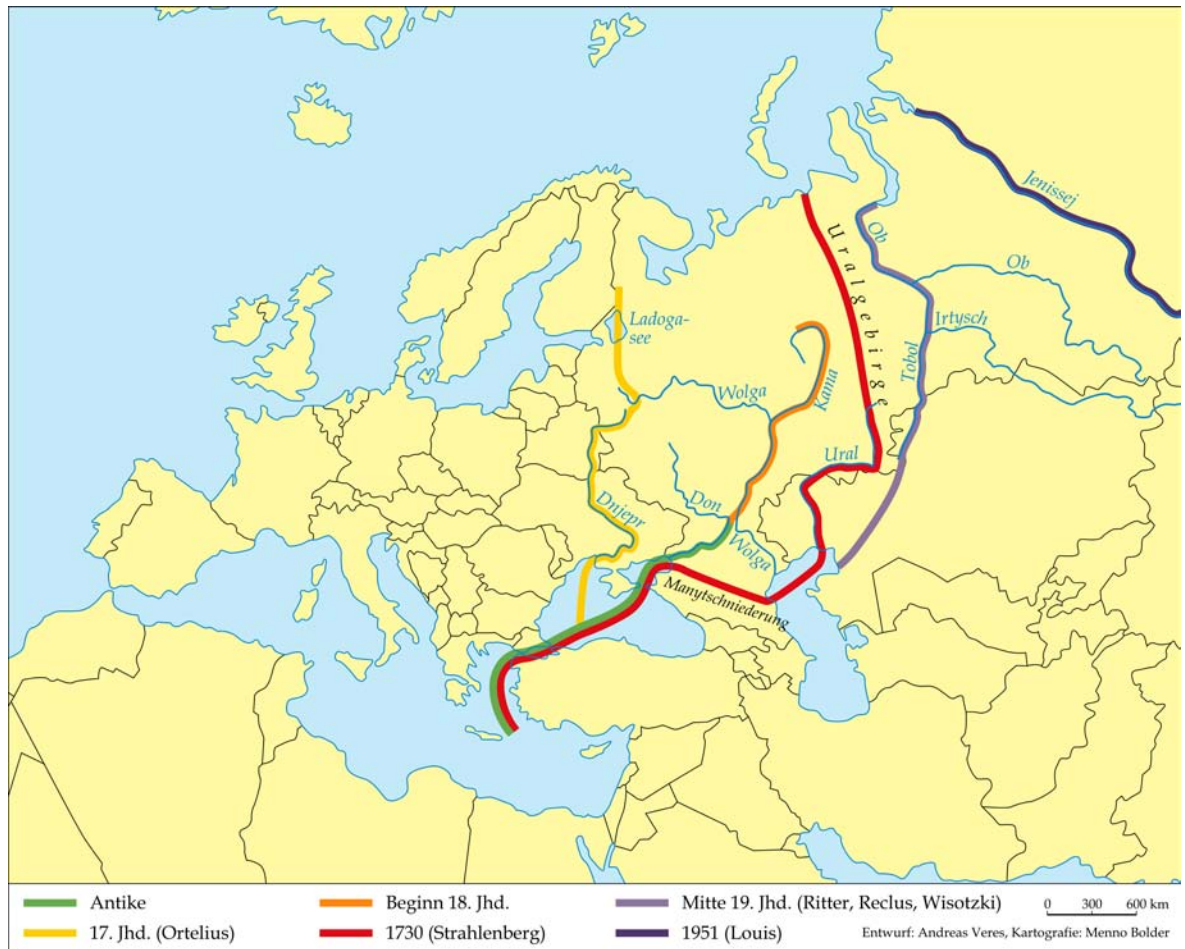 Jenissej
Ob
Ob
Uralgebirge
Irtysch
Tobol
Ladoga-
see
Wolga
Kama
Ural
Don
Dnjepr
Wolga
Manytschniederung
Antike
Beginn 18. Jhd.
Mitte 19. Jhd. (Ritter, Reclus, Wisotzki)
0 300 600 km
17. Jhd. (Ortelius)
1730 (Strahlenberg)
1951 (Louis)
Entwurf: Andreas Veres, Kartografie: Menno Bolder